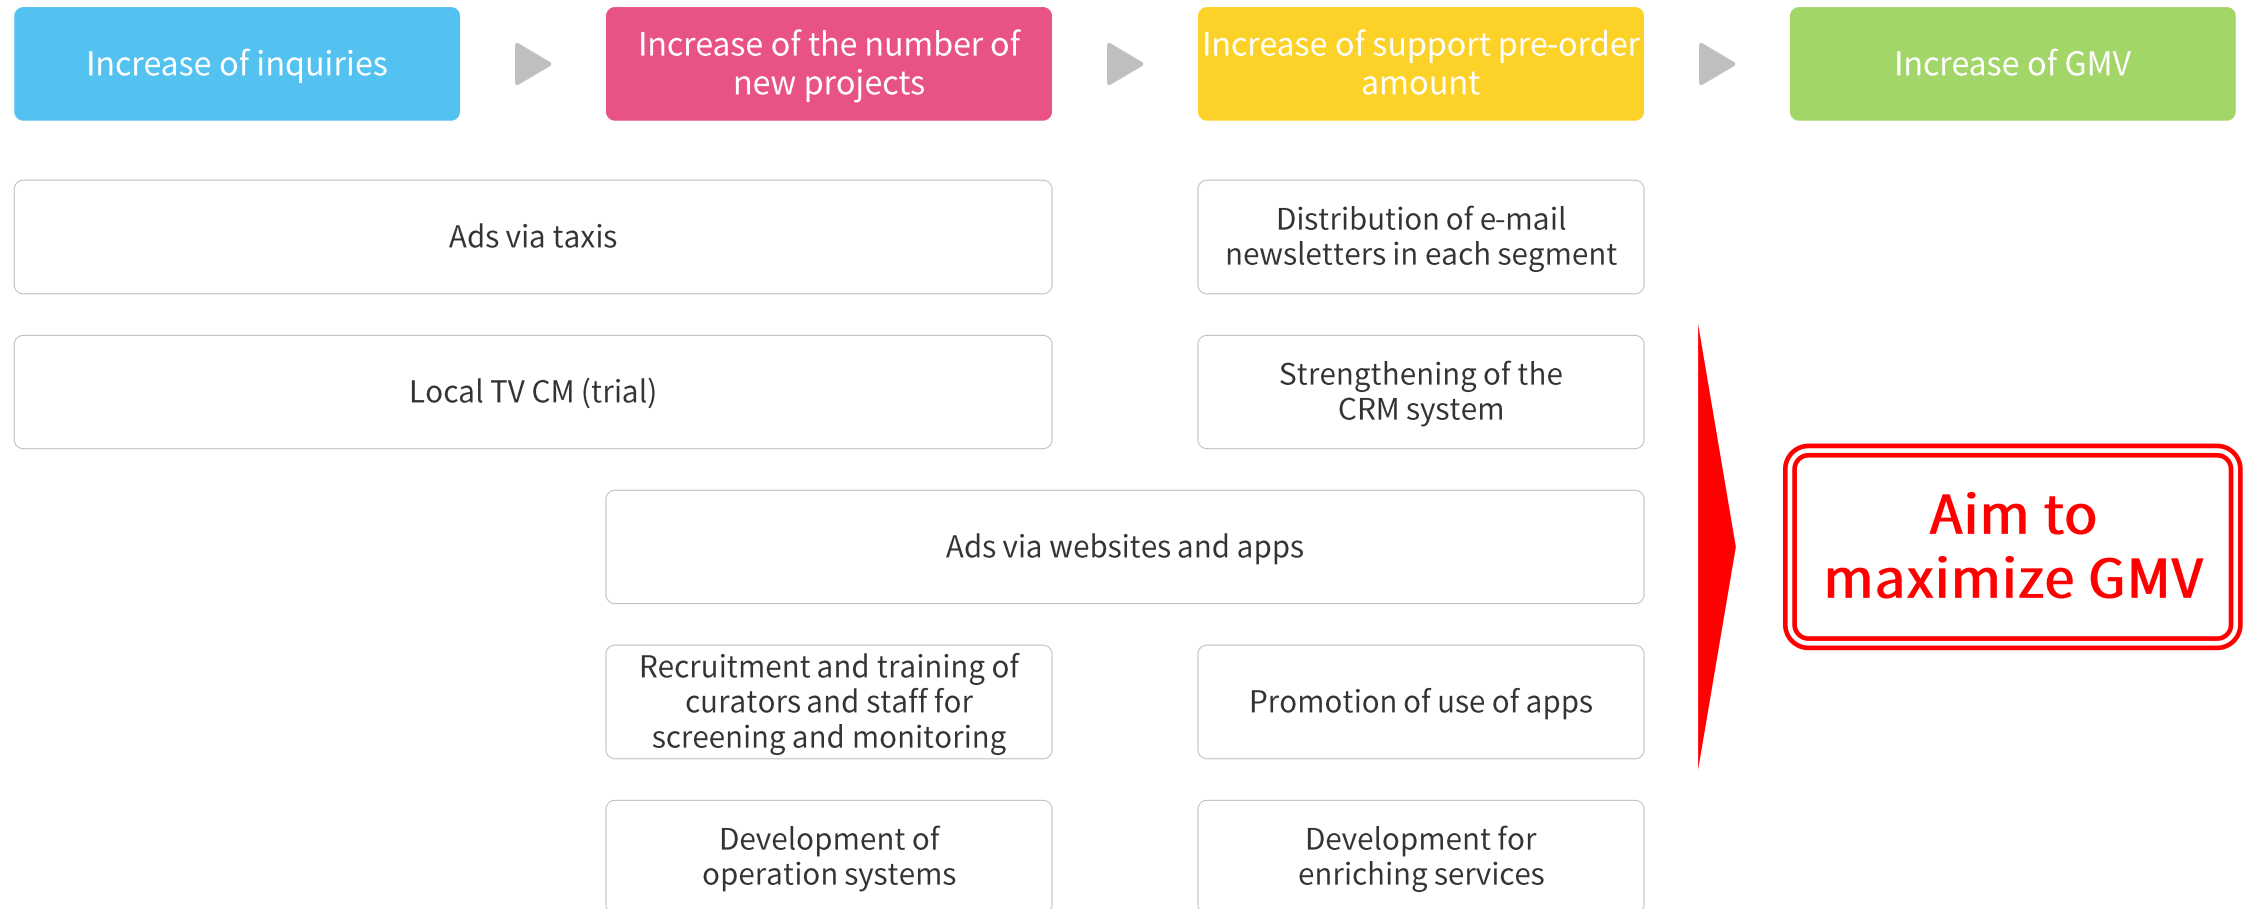 Increase of inquiries
Increase of the number of
new projects
Increase of support pre-order
amount
Increase of GMV
Ads via taxis
Distribution of e-mail
newsletters in each segment
Local TV CM (trial)
Strengthening of the
CRM system
Ads via websites and apps
Aim to
maximize GMV
Recruitment and training of
curators and staff for
screening and monitoring
Promotion of use of apps
Development of
operation systems
Development for
enriching services